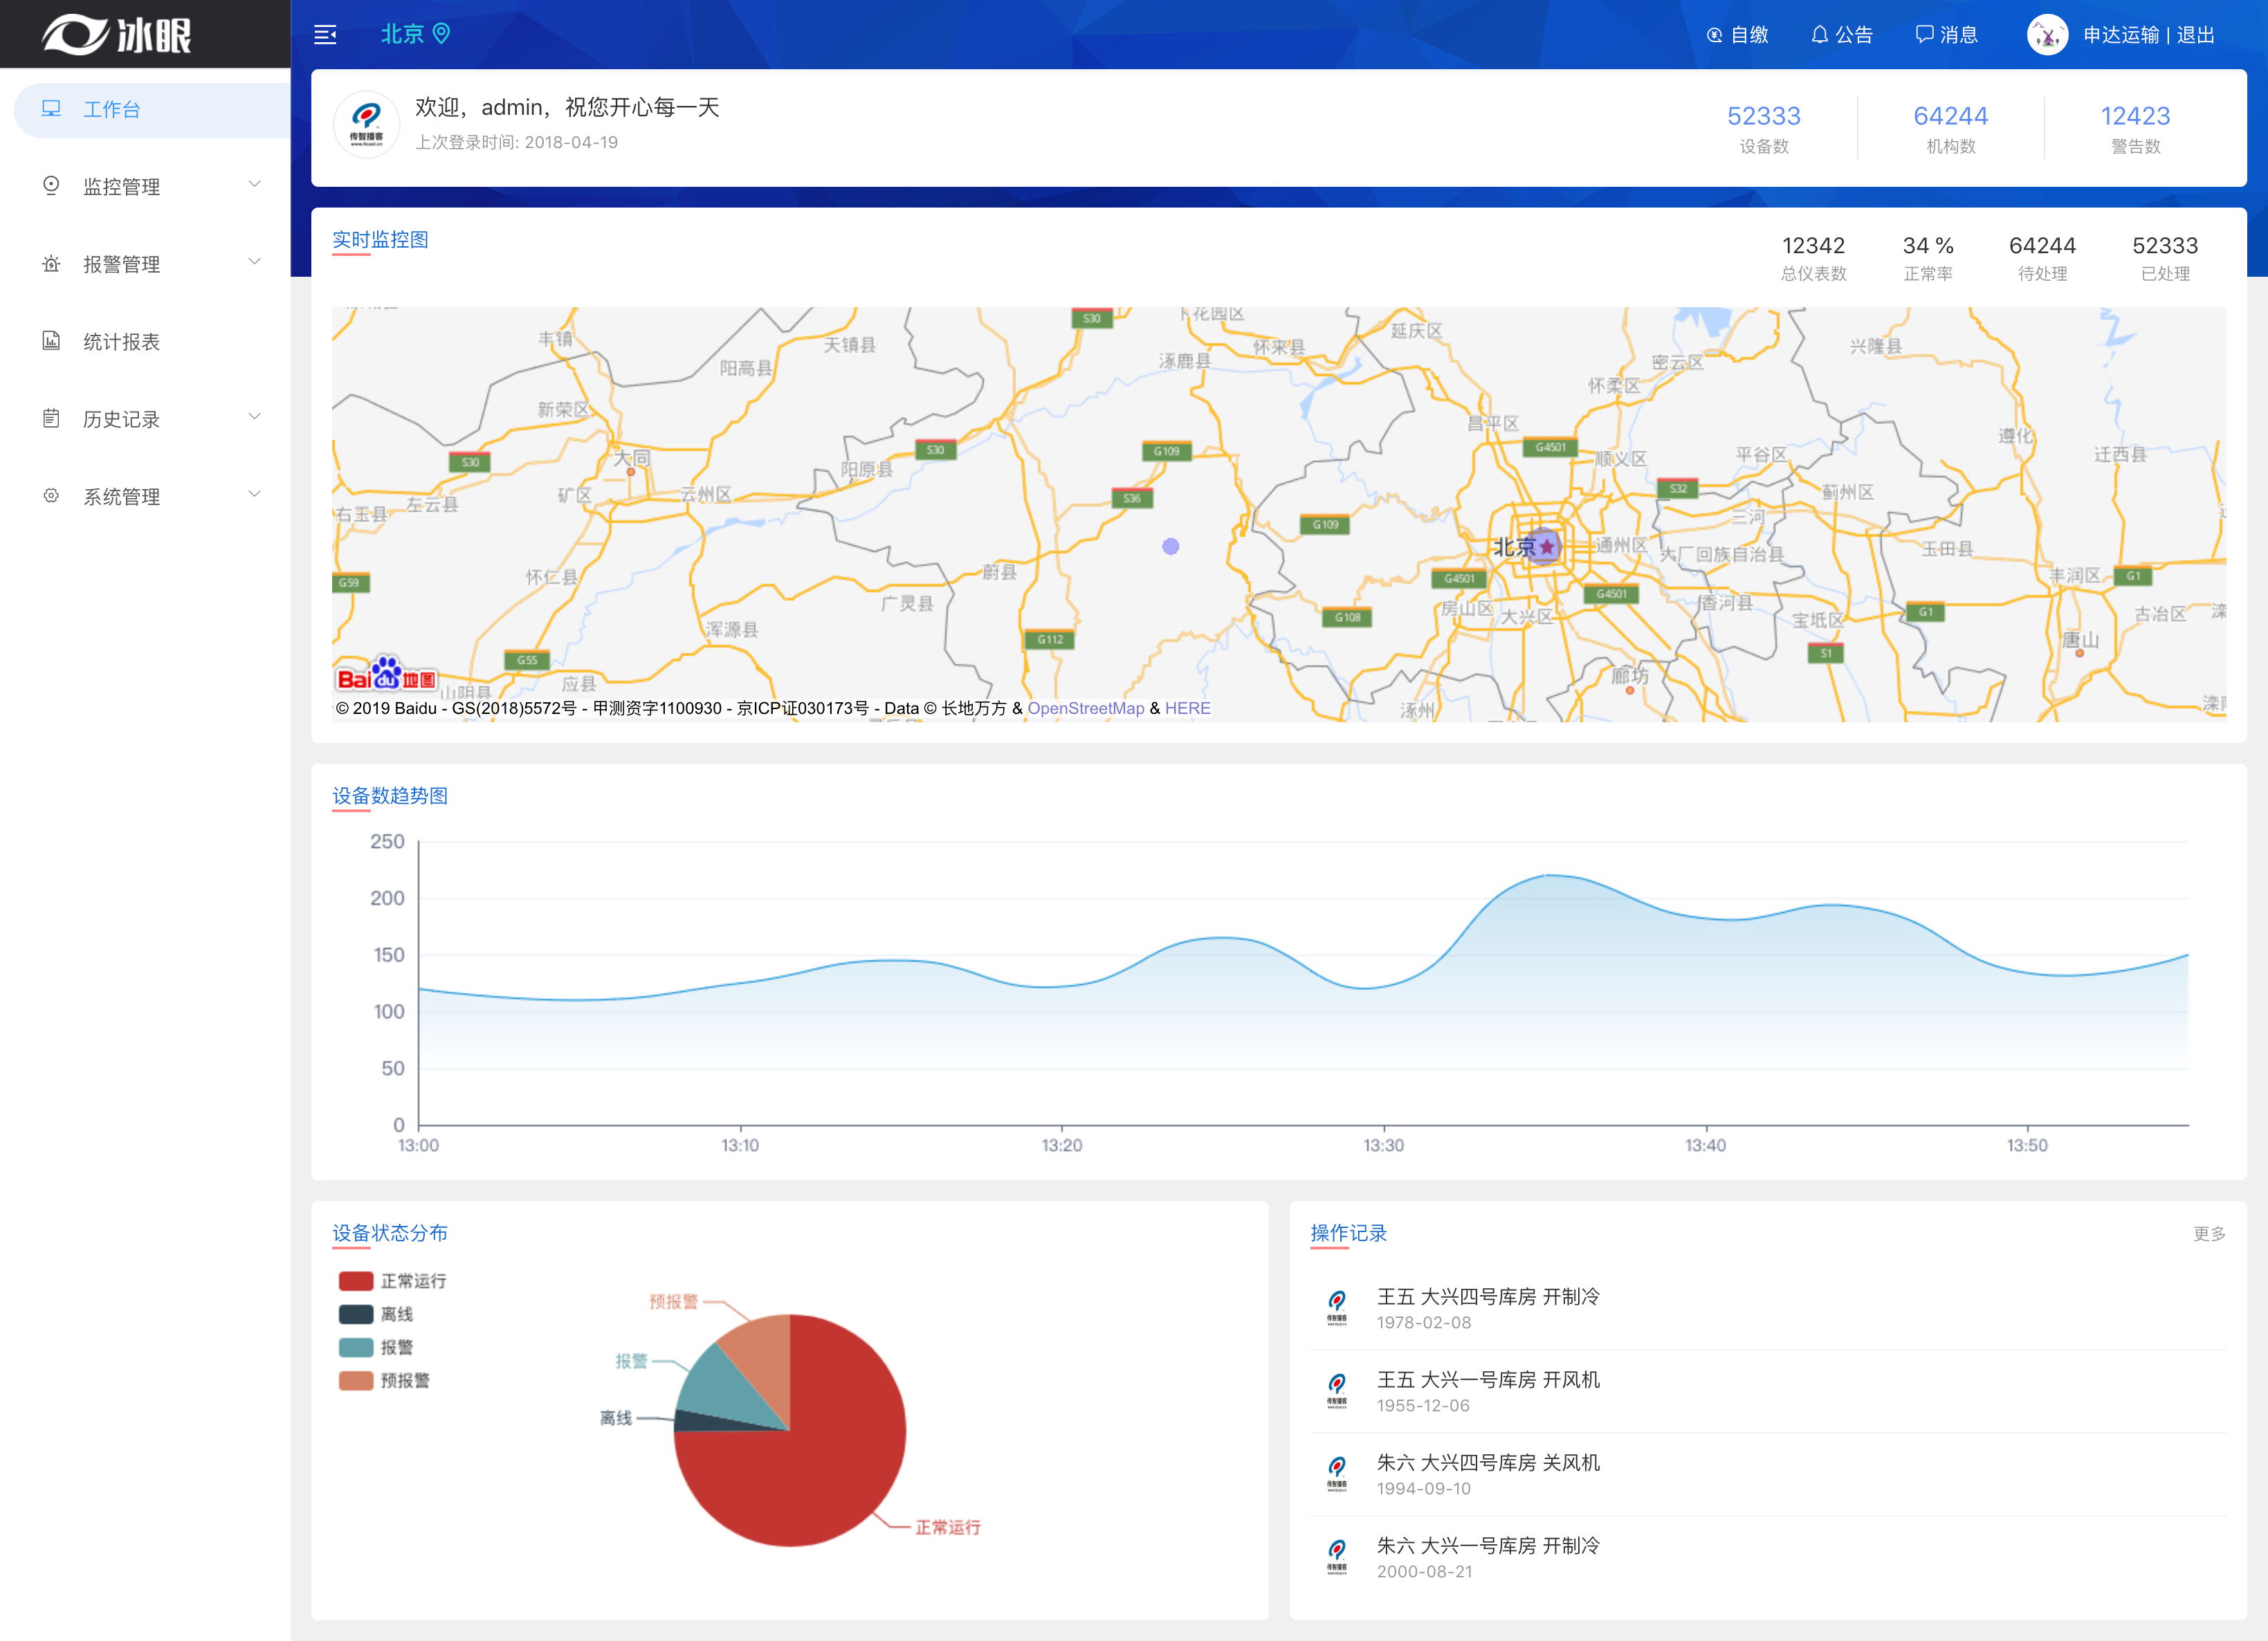 冰眼
北京
自缴
公告
消息
申达运输 | 退出
工作台
监控管理
报警管理
统计报表
历史记录
系统管理
传智播客
www.itcast.cn
欢迎，admin，祝您开心每一天
上次登录时间: 2018-04-19
52333
设备数
64244
机构数
12423
警告数
实时监控图
12342
总仪表数
34 %
正常率
64244
待处理
52333
已处理
丰镇
天镇县
阳高县
S30
下花园区
怀来县
涿鹿县
延庆区
密云区
兴隆县
怀柔区
新荣区
昌平区
遵化
S30
大同
S30
阳原县
G109
G4501
顺义区
平谷区
迁西县
右玉县
左云县
矿区
云州区
S36
S32
蓟州区
G109
三河
北京
通州区
大厂回族自治县
玉田县
G59
怀仁县
蔚县
G4501
丰润区
G1
广灵县
G4501
香河县
浑源县
G108
房山区
大兴区
宝坻区
G1
古冶区
滦
G112
唐山
G55
S1
Bai du 地图
山阴县
应县
廊坊
涿州
© 2019 Baidu - GS(2018)5572号 - 甲测资字1100930 - 京ICP证030173号 - Data © 长地万方 & OpenStreetMap & HERE
设备数趋势图
250
200
150
100
50
0
13:00
13:10
13:20
13:30
13:40
13:50
设备状态分布
正常运行
离线
报警
预报警
预报警
报警
离线
正常运行
操作记录
更多
王五 大兴四号库房 开制冷
1978-02-08
王五 大兴一号库房 开风机
1955-12-06
朱六 大兴四号库房 关风机
1994-09-10
朱六 大兴一号库房 开制冷
2000-08-21